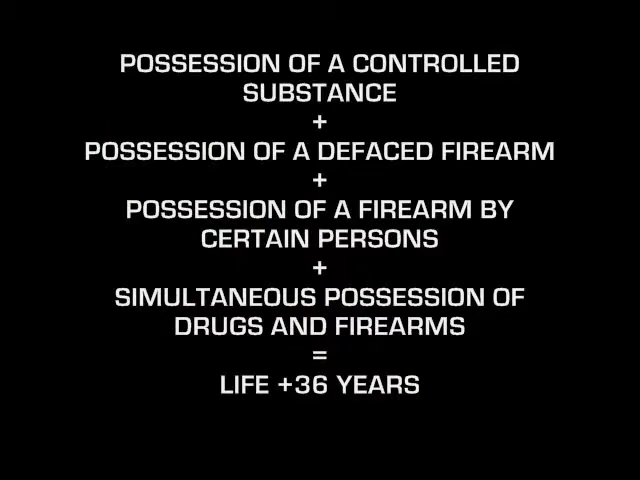 POSSESSION OF A CONTROLLED
SUBSTANCE
+
POSSESSION OF A DEFACED FIREARM
+
POSSESSION OF A FIREARM BY
CERTAIN PERSONS
+
SIMULTANEOUS POSSESSION OF
DRUGS AND FIREARMS
=
LIFE +36 YEARS